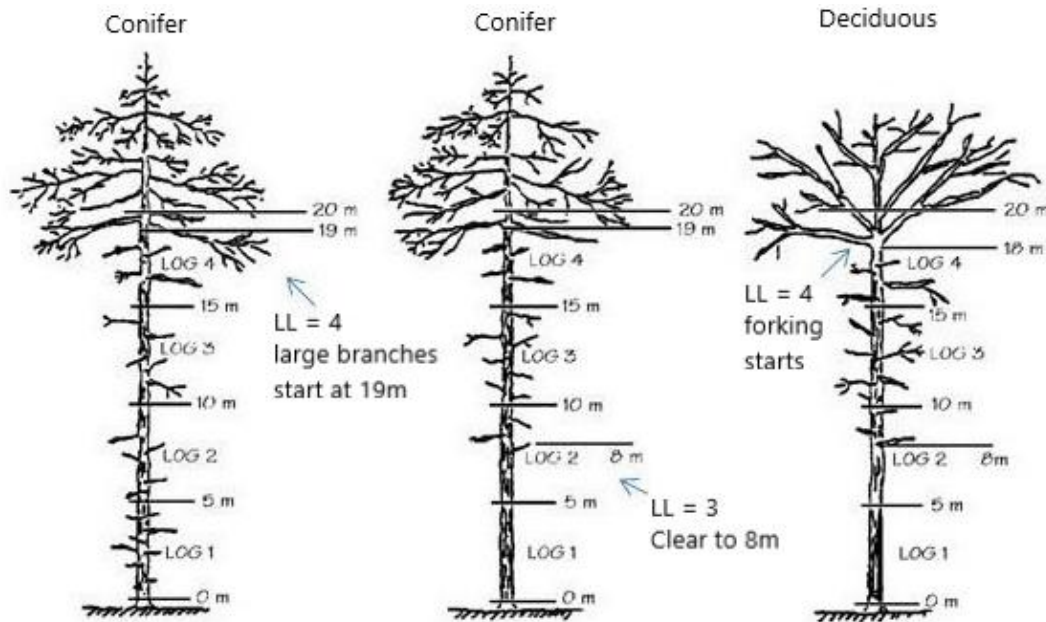 Conifer
20 m
19 m
LOG 4
15 m
LL = 4
large branches
start at 19m
LOG 3
10 m
LOG 2
5 m
LOG 1
0 m
Conifer
20 m
19 m
LOG 4
15 m
LOG 3
10 m
LOG 2
8 m
5 m
LL = 3
Clear to 8m
LOG 1
0 m
Deciduous
20 m
18 m
LOG 4
LL = 4
forking
starts
15 m
LOG 3
10 m
LOG 2
8m
5 m
LOG 1
0 m